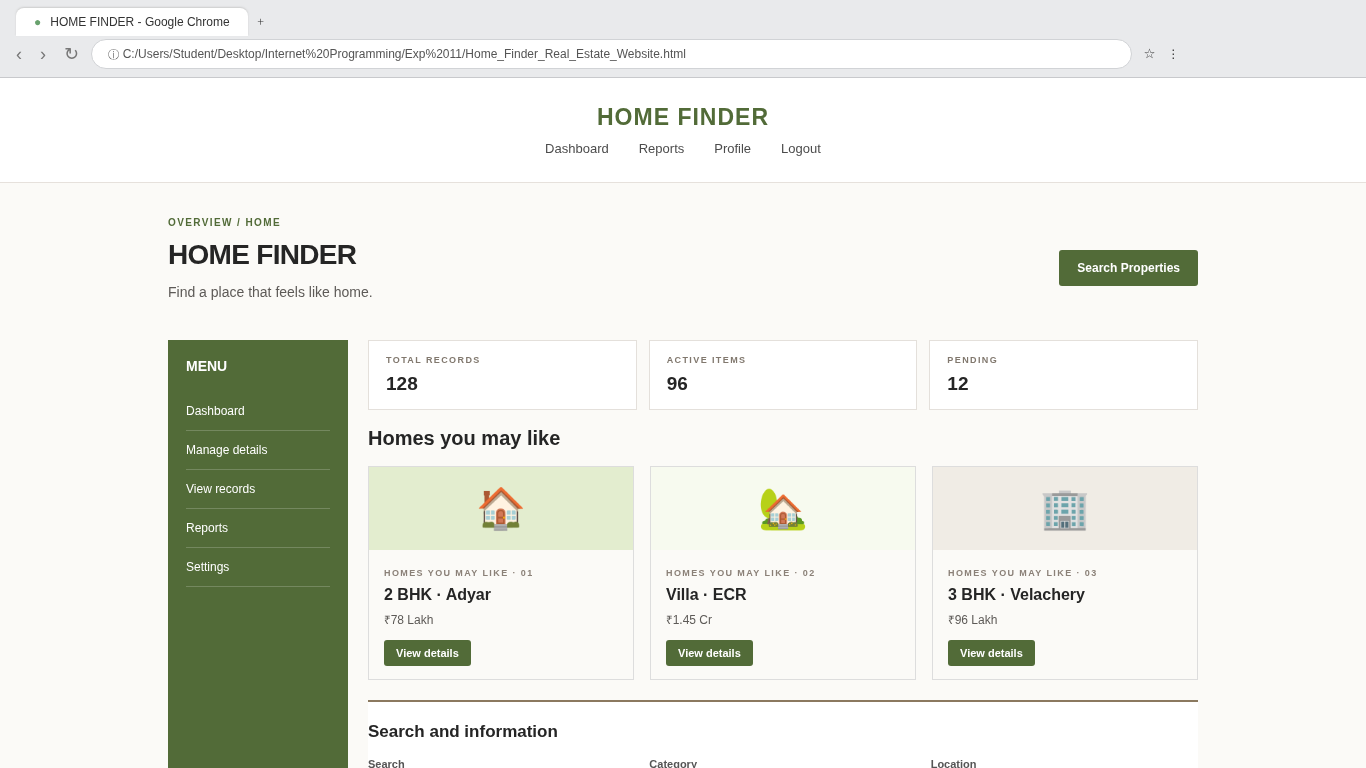 HOME FINDER - Google Chrome +
C:/Users/Student/Desktop/Internet%20Programming/Exp%2011/Home_Finder_Real_Estate_Website.html
HOME FINDER
Dashboard Reports Profile Logout
OVERVIEW / HOME
HOME FINDER
Find a place that feels like home.
Search Properties
MENU
Dashboard
Manage details
View records
Reports
Settings
TOTAL RECORDS
128
ACTIVE ITEMS
96
PENDING
12
Homes you may like
HOMES YOU MAY LIKE · 01
2 BHK · Adyar
₹78 Lakh
View details
HOMES YOU MAY LIKE · 02
Villa · ECR
₹1.45 Cr
View details
HOMES YOU MAY LIKE · 03
3 BHK · Velachery
₹96 Lakh
View details
Search and information
Search Category Location